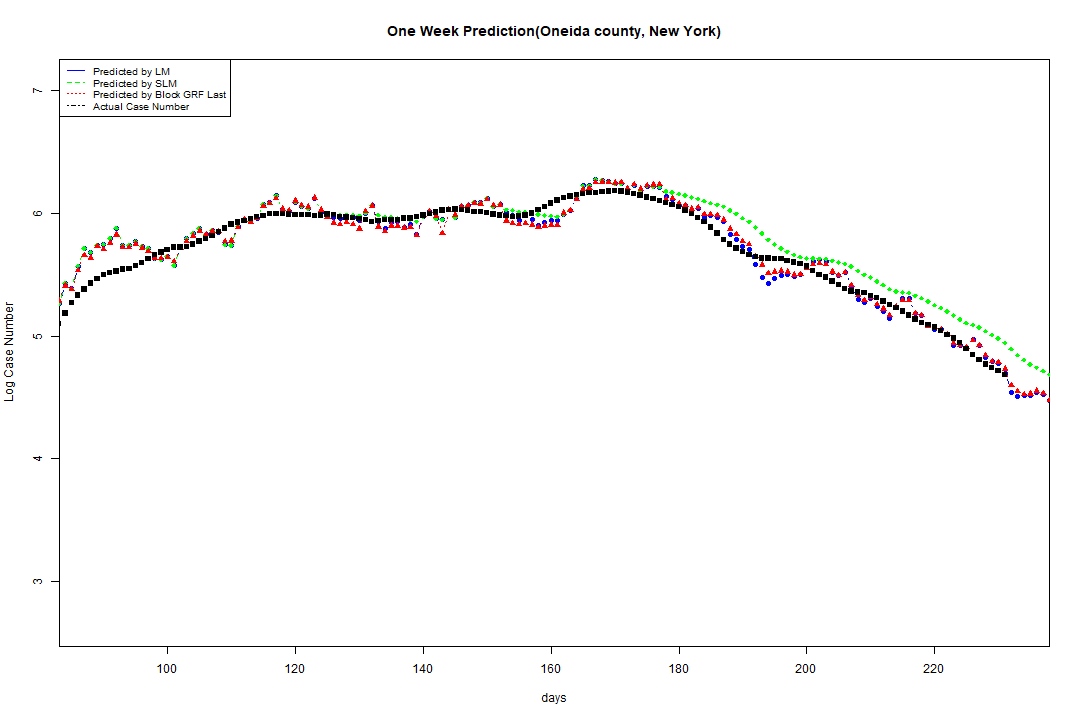 One Week Prediction(Oneida county, New York)
Predicted by LM
Predicted by SLM
Predicted by Block GRF Last
Actual Case Number
7
6
5
4
3
Log Case Number
100 120 140 160 180 200 220
days